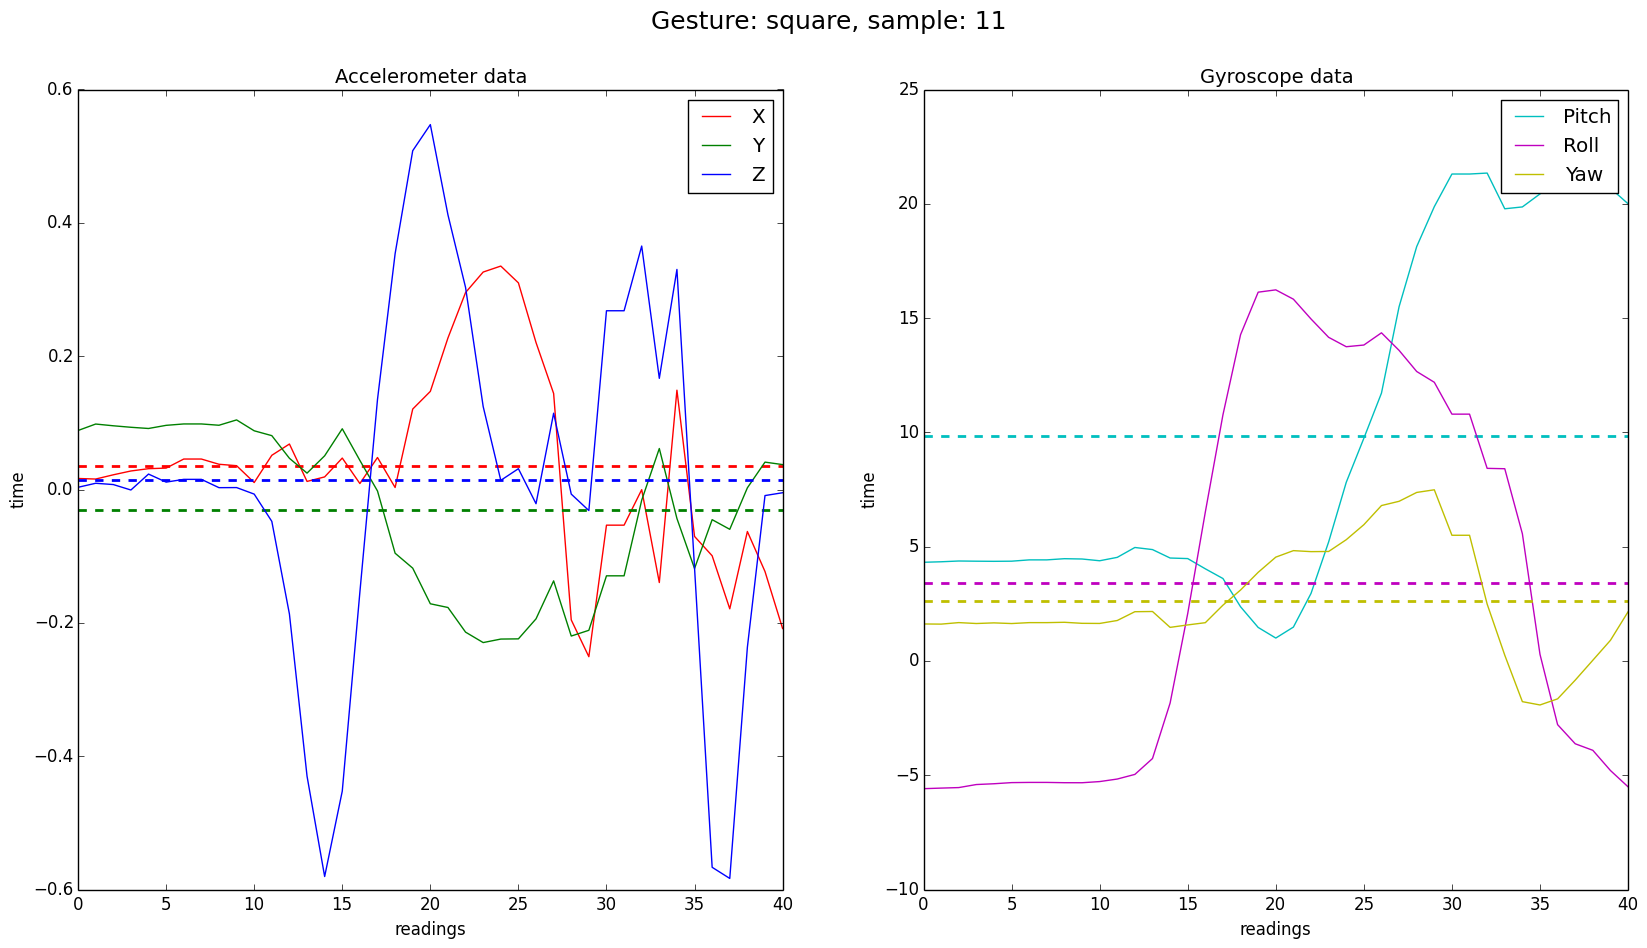 Gesture: square, sample: 11
Accelerometer data
0.6
0.4
0.2
0.0
−0.2
−0.4
−0.6
time
X
Y
Z
0 5 10 15 20 25 30 35 40
readings
Gyroscope data
25
20
15
10
5
0
−5
−10
time
Pitch
Roll
Yaw
0 5 10 15 20 25 30 35 40
readings